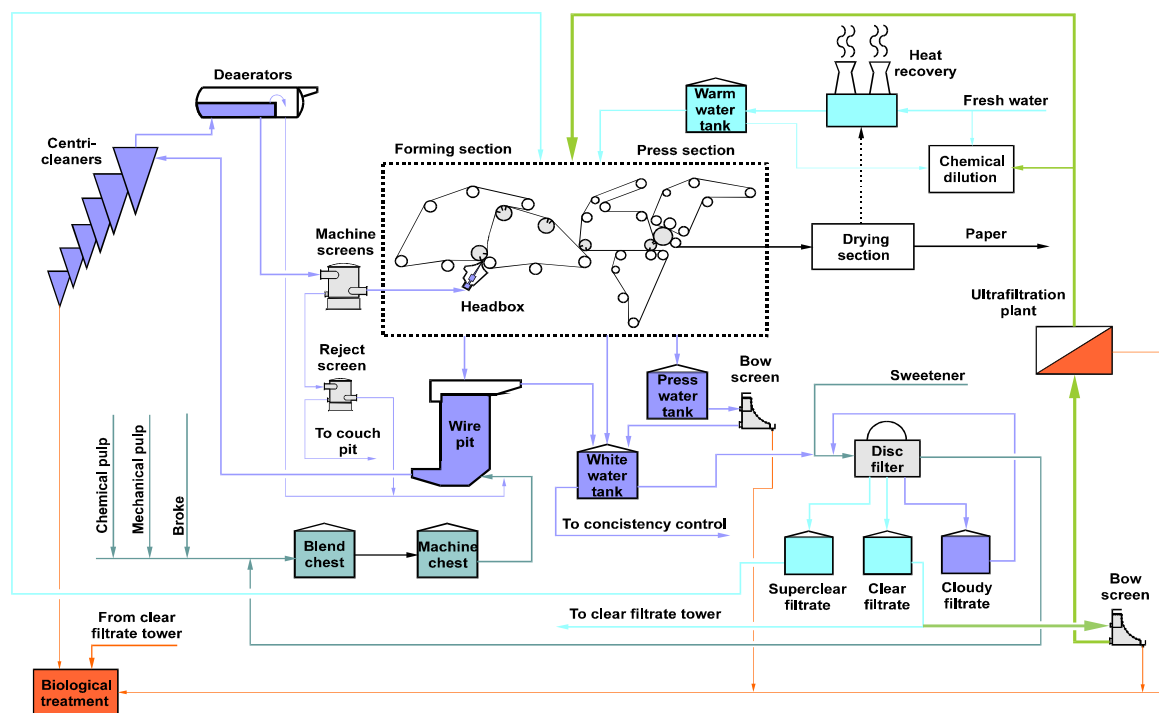 Deaerators
Heat
recovery
Warm
water
tank
Fresh water
Centri-
cleaners
Forming section
Press section
Chemical
dilution
Machine
screens
Drying
section
Paper
Headbox
Ultrafiltration
plant
Reject
screen
Press
water
tank
Bow
screen
Sweetener
To couch
pit
Wire
pit
White
water
tank
Disc
filter
Chemical pulp
Mechanical pulp
Broke
To concistency control
Blend
chest
Machine
chest
Superclear
filtrate
Clear
filtrate
Cloudy
filtrate
Bow
screen
From clear
filtrate tower
To clear filtrate tower
Biological
treatment